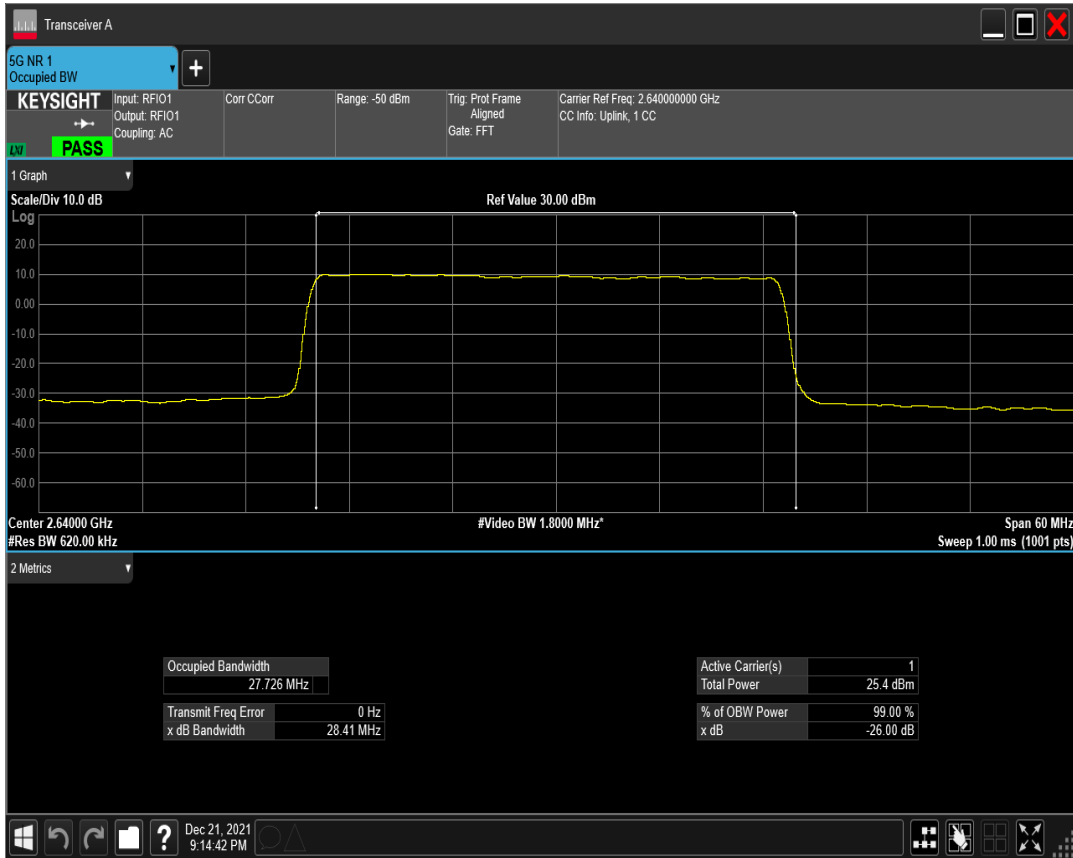 Transceiver A
5G NR 1
Occupied BW
+
KEYSIGHT
LXI
PASS
Input: RFIO1
Output: RFIO1
Coupling: AC
Corr CCorr
Range: -50 dBm
Trig: Prot Frame
Aligned
Gate: FFT
Carrier Ref Freq: 2.640000000 GHz
CC Info: Uplink, 1 CC
1 Graph
Scale/Div 10.0 dB
Ref Value 30.00 dBm
Log
20.0
10.0
0.00
-10.0
-20.0
-30.0
-40.0
-50.0
-60.0
Center 2.64000 GHz
#Video BW 1.8000 MHz*
Span 60 MHz
#Res BW 620.00 kHz
Sweep 1.00 ms (1001 pts)
2 Metrics
Occupied Bandwidth
27.726 MHz
Transmit Freq Error 0 Hz
x dB Bandwidth 28.41 MHz
Active Carrier(s) 1
Total Power 25.4 dBm
% of OBW Power 99.00 %
x dB -26.00 dB
?
Dec 21, 2021
9:14:42 PM